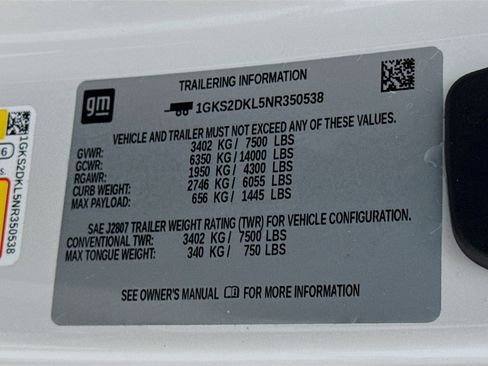 TRAILERING INFORMATION
gm
1GKS2DKL5NR350538
VEHICLE AND TRAILER MUST NOT EXCEED ANY OF THESE VALUES.
GVWR: 3402 KG / 7500 LBS
GCWR: 6350 KG / 14000 LBS
RGAWR: 1950 KG / 4300 LBS
CURB WEIGHT: 2746 KG / 6055 LBS
MAX PAYLOAD: 656 KG / 1445 LBS
SAE J2807 TRAILER WEIGHT RATING (TWR) FOR VEHICLE CONFIGURATION.
CONVENTIONAL TWR: 3402 KG / 7500 LBS
MAX TONGUE WEIGHT: 340 KG / 750 LBS
SEE OWNER'S MANUAL FOR MORE INFORMATION
1GKS2DKL5NR350538
6
s.